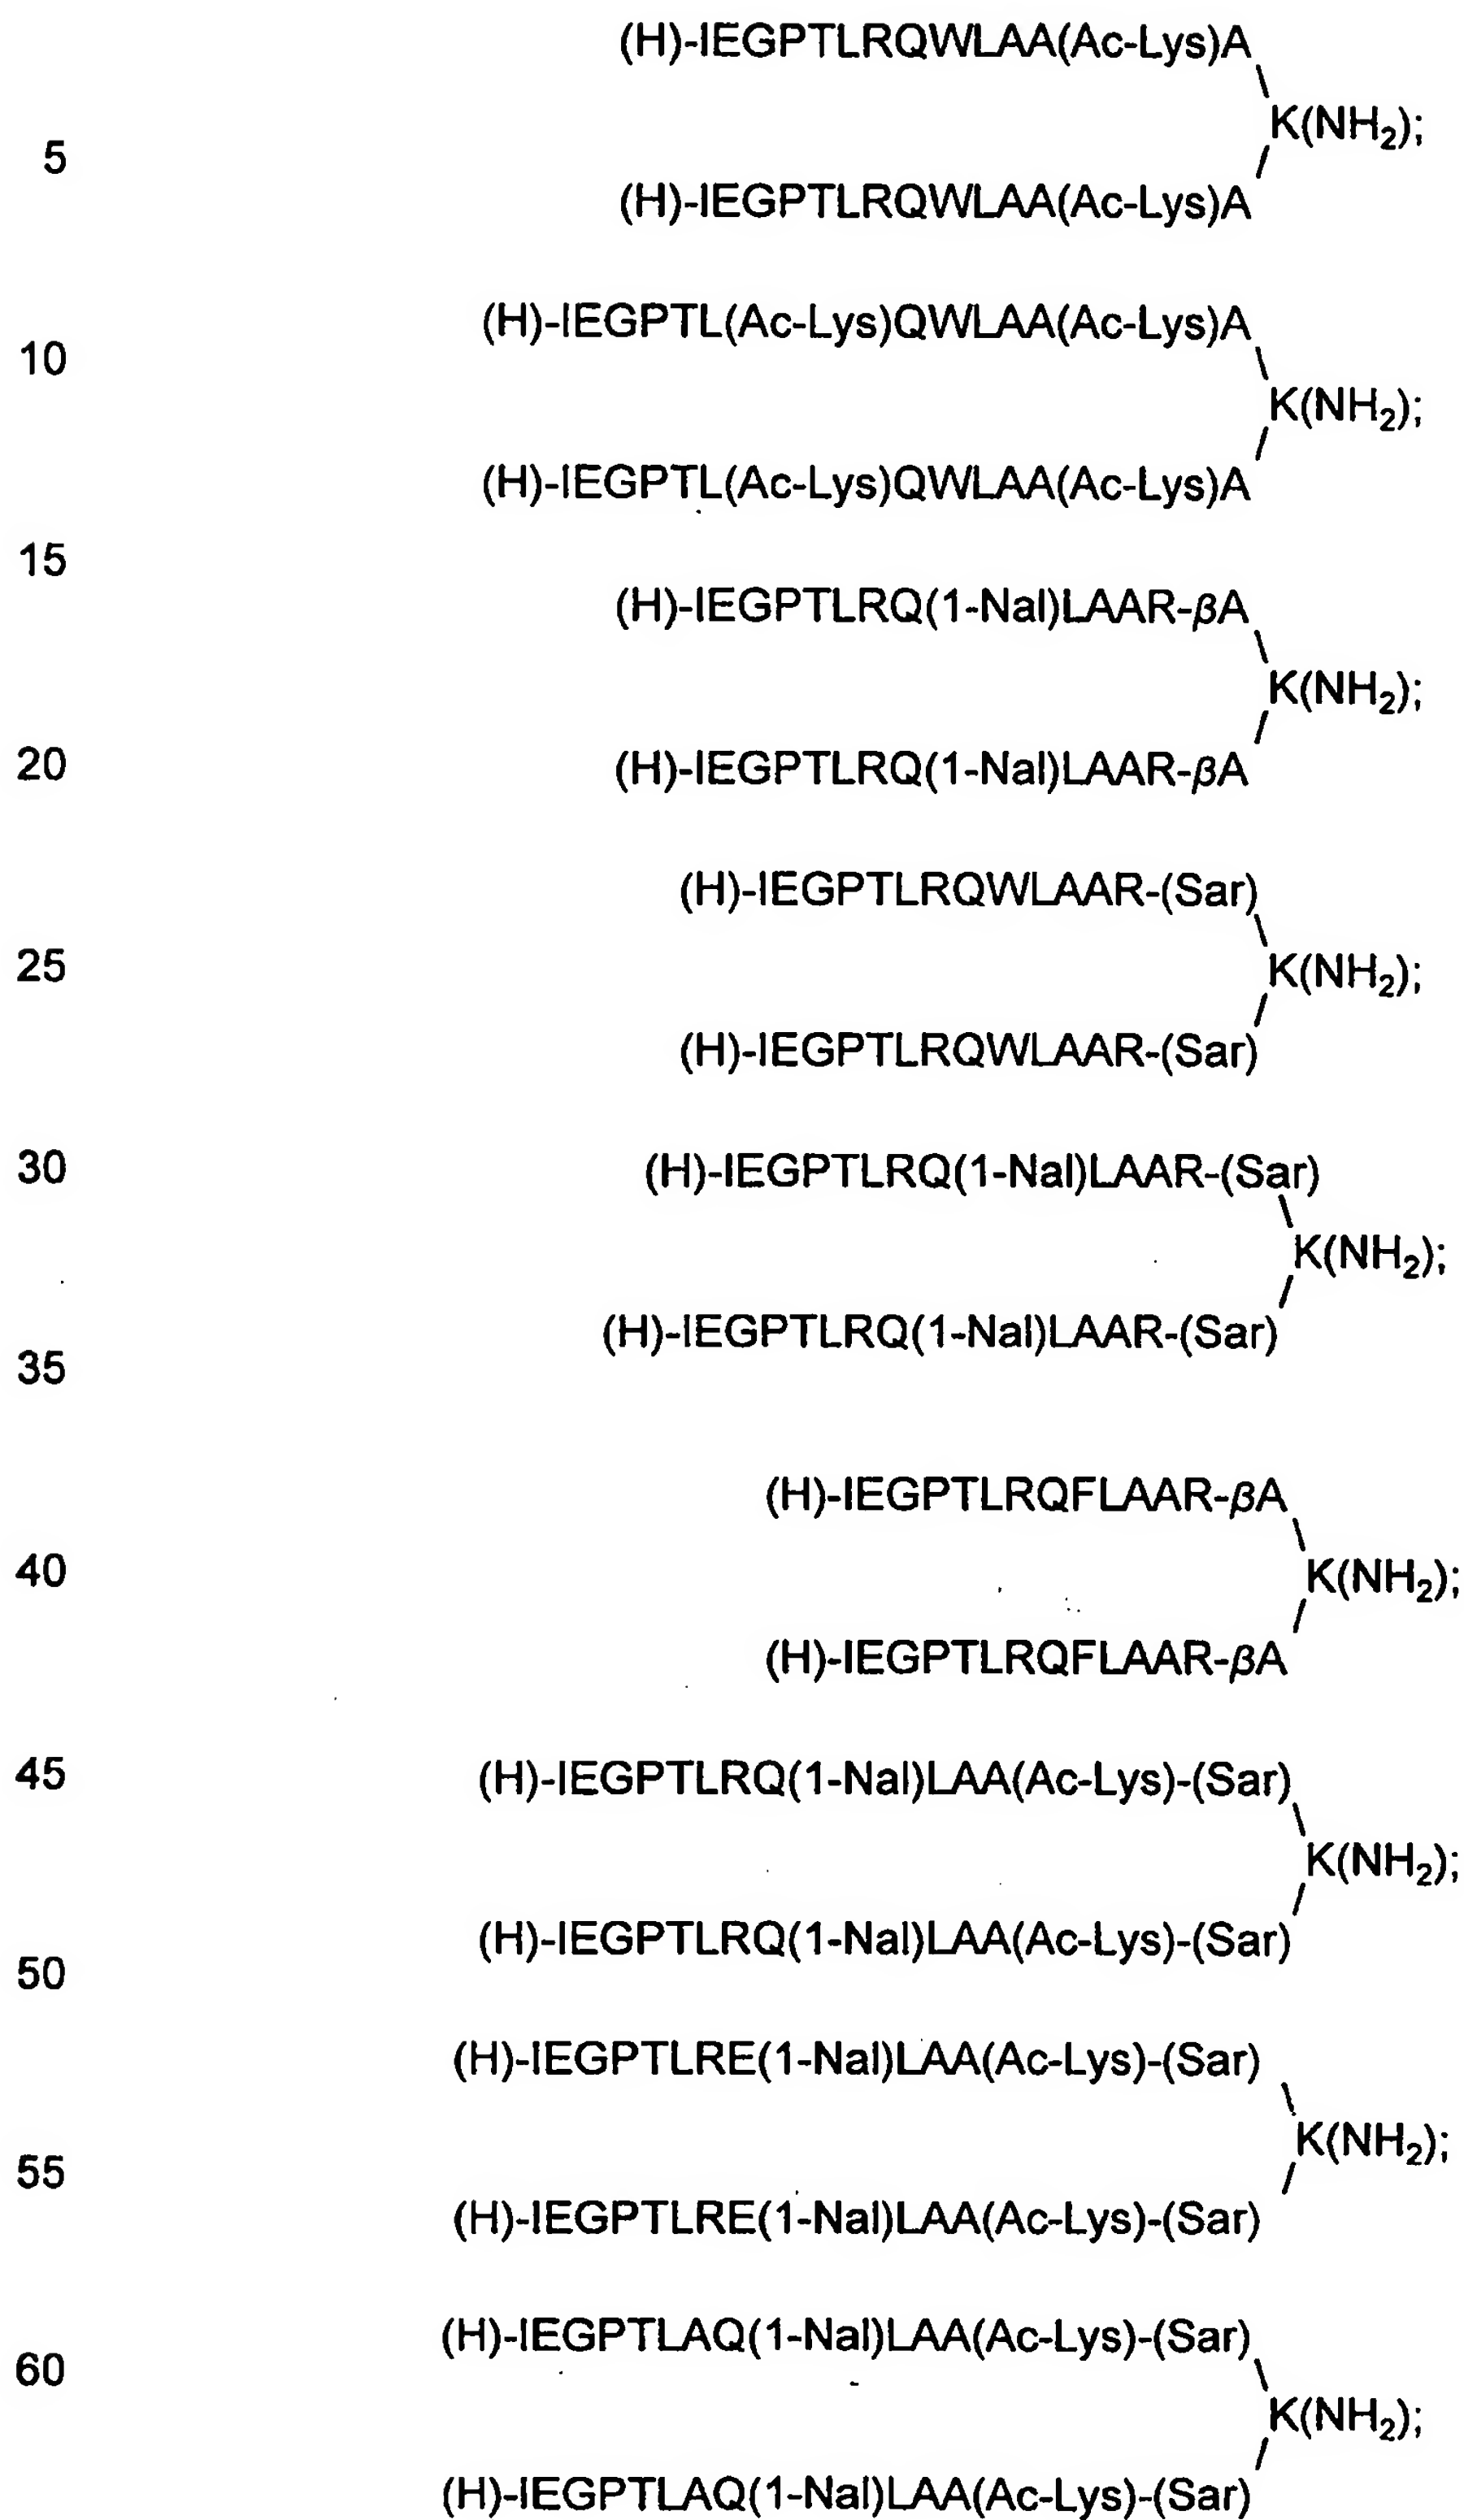 (H)-IEGPTLRQWLAA(Ac-Lys)A
K(NH2);
5
(H)-IEGPTLRQWLAA(Ac-Lys)A
(H)-IEGPTL(Ac-Lys)QWLAA(Ac-Lys)A
10
K(NH2);
(H)-IEGPTL(Ac-Lys)QWLAA(Ac-Lys)A
15
(H)-IEGPTLRQ(1-Nal)LAAR-βA
K(NH2);
20
(H)-IEGPTLRQ(1-Nal)LAAR-βA
(H)-IEGPTLRQWLAAR-(Sar)
25
K(NH2);
(H)-IEGPTLRQWLAAR-(Sar)
30
(H)-IEGPTLRQ(1-Nal)LAAR-(Sar)
K(NH2);
(H)-IEGPTLRQ(1-Nal)LAAR-(Sar)
35
(H)-IEGPTLRQFLAAR-βA
40
K(NH2);
(H)-IEGPTLRQFLAAR-βA
45
(H)-IEGPTLRQ(1-Nal)LAA(Ac-Lys)-(Sar)
K(NH2);
(H)-IEGPTLRQ(1-Nal)LAA(Ac-Lys)-(Sar)
50
(H)-IEGPTLRE(1-Nal)LAA(Ac-Lys)-(Sar)
K(NH2);
55
(H)-IEGPTLRE(1-Nal)LAA(Ac-Lys)-(Sar)
(H)-IEGPTLAQ(1-Nal)LAA(Ac-Lys)-(Sar)
60
K(NH2);
(H)-IEGPTLAQ(1-Nal)LAA(Ac-Lys)-(Sar)